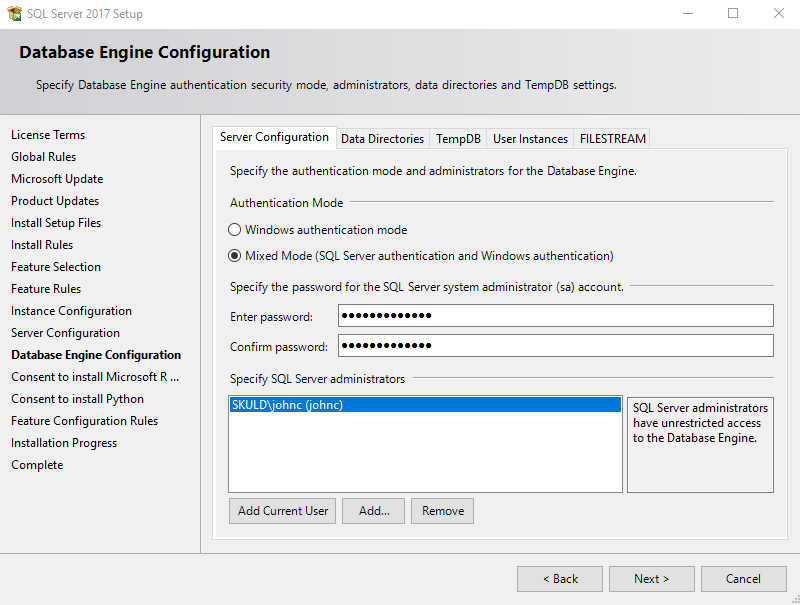 SQL Server 2017 Setup
Database Engine Configuration
Specify Database Engine authentication security mode, administrators, data directories and TempDB settings.
License Terms
Global Rules
Microsoft Update
Product Updates
Install Setup Files
Install Rules
Feature Selection
Feature Rules
Instance Configuration
Server Configuration
Database Engine Configuration
Consent to install Microsoft R ...
Consent to install Python
Feature Configuration Rules
Installation Progress
Complete
Server Configuration Data Directories TempDB User Instances FILESTREAM
Specify the authentication mode and administrators for the Database Engine.
Authentication Mode
Windows authentication mode
Mixed Mode (SQL Server authentication and Windows authentication)
Specify the password for the SQL Server system administrator (sa) account.
Enter password: ●●●●●●●●●●●●●
Confirm password: ●●●●●●●●●●●●●
Specify SQL Server administrators
SKULD\johnc (johnc)
SQL Server administrators
have unrestricted access
to the Database Engine.
Add Current User Add... Remove
< Back Next > Cancel